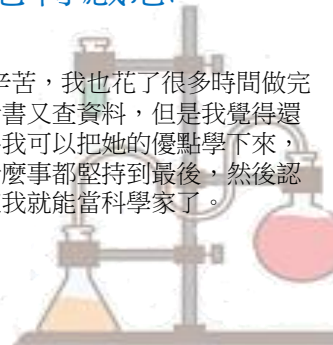 辛苦，我也花了很多時間做完
書又查資料，但是我覺得還
我可以把她的優點學下來，
麼事都堅持到最後，然後認
我就能當科學家了。